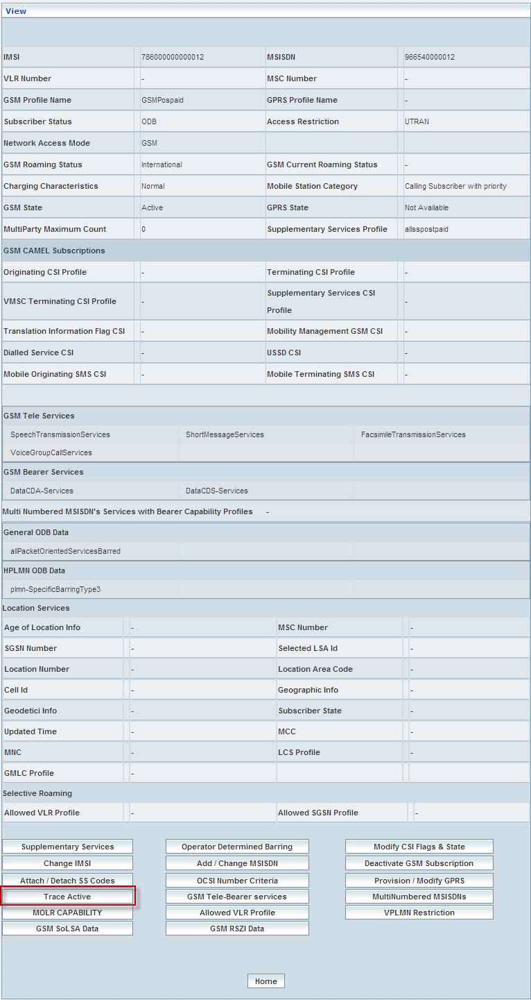 View
IMSI 786000000000012 MSISDN 966540000012
VLR Number - MSC Number -
GSM Profile Name GSMPospaid GPRS Profile Name -
Subscriber Status ODB Access Restriction UTRAN
Network Access Mode GSM
GSM Roaming Status International GSM Current Roaming Status -
Charging Characteristics Normal Mobile Station Category Calling Subscriber with priority
GSM State Active GPRS State Not Available
MultiParty Maximum Count 0 Supplementary Services Profile allsspostpaid
GSM CAMEL Subscriptions
Originating CSI Profile - Terminating CSI Profile -
VMSC Terminating CSI Profile - Supplementary Services CSI
Profile -
Translation Information Flag CSI - Mobility Management GSM CSI -
Dialled Service CSI - USSD CSI -
Mobile Originating SMS CSI - Mobile Terminating SMS CSI -
GSM Tele Services
SpeechTransmissionServices ShortMessageServices FacsimileTransmissionServices
VoiceGroupCallServices
GSM Bearer Services
DataCDA-Services DataCDS-Services
Multi Numbered MSISDN's Services with Bearer Capability Profiles -
General ODB Data
allPacketOrientedServicesBarred
HPLMN ODB Data
plmn-SpecificBarringType3
Location Services
Age of Location Info - MSC Number -
SGSN Number - Selected LSA Id -
Location Number - Location Area Code -
Cell Id - Geographic Info -
Geodetici Info - Subscriber State -
Updated Time - MCC -
MNC - LCS Profile -
GMLC Profile -
Selective Roaming
Allowed VLR Profile - Allowed SGSN Profile -
Supplementary Services Operator Determined Barring Modify CSI Flags & State
Change IMSI Add / Change MSISDN Deactivate GSM Subscription
Attach / Detach SS Codes OCSI Number Criteria Provision / Modify GPRS
Trace Active GSM Tele-Bearer services MultiNumbered MSISDNs
MOLR CAPABILITY Allowed VLR Profile VPLMN Restriction
GSM SoLSA Data GSM RSZI Data
Home